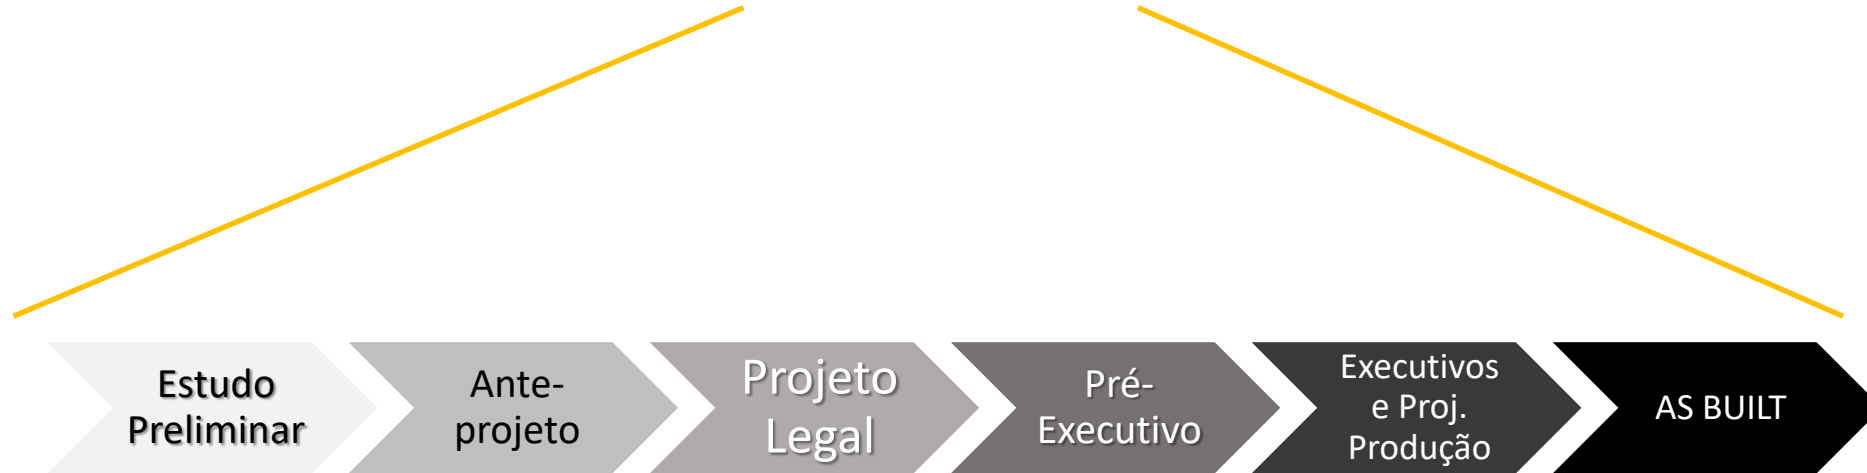 Estudo
Preliminar
Ante-
projeto
Projeto
Legal
Pré-
Executivo
Executivos
e Proj.
Produção
AS BUILT